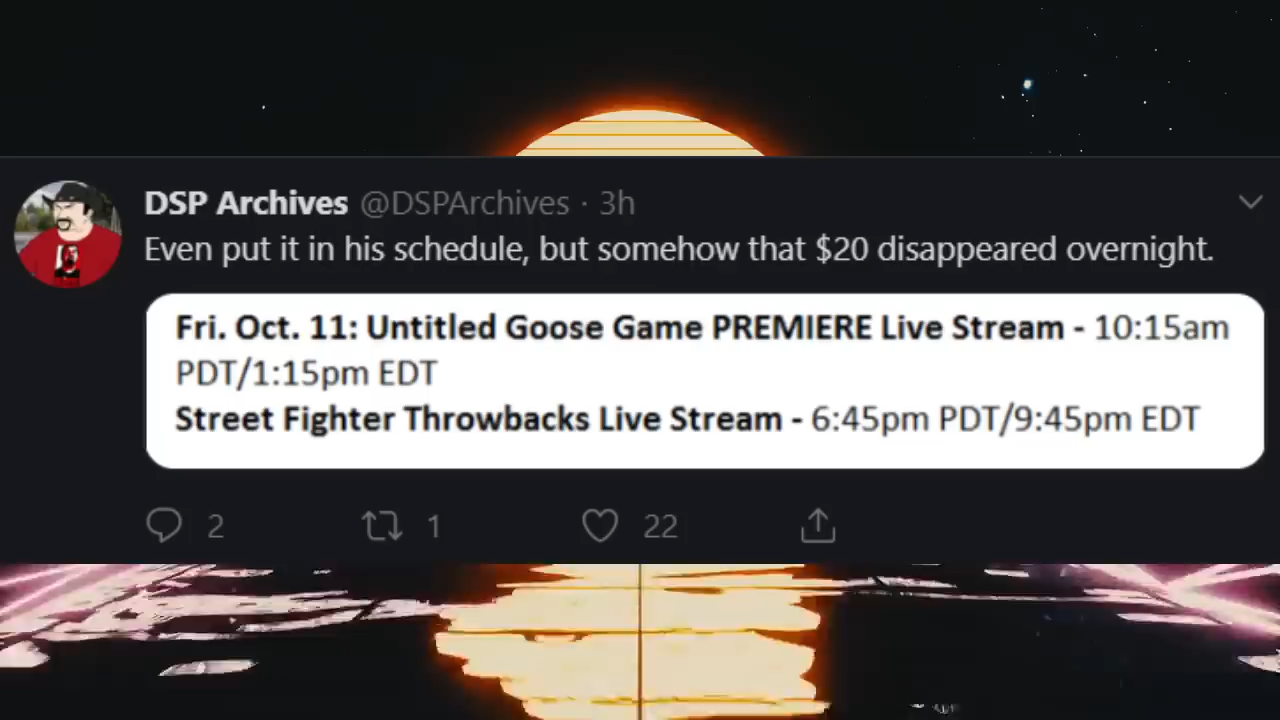 DSP Archives @DSPArchives · 3h
Even put it in his schedule, but somehow that $20 disappeared overnight.
Fri. Oct. 11: Untitled Goose Game PREMIERE Live Stream - 10:15am
PDT/1:15pm EDT
Street Fighter Throwbacks Live Stream - 6:45pm PDT/9:45pm EDT
2 1 22